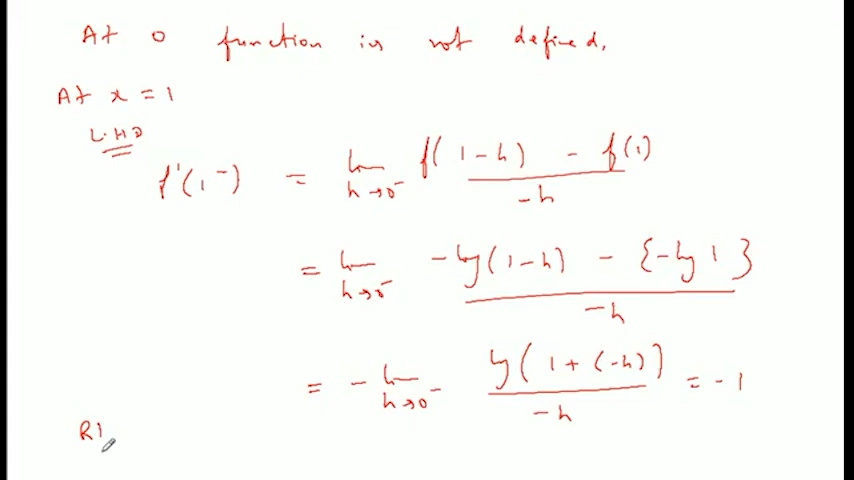 At 0 function is not defined,
At x = 1
L.H.D
f'(1⁻) = lim h→0⁻ f(1-h) - f(1) / -h
= lim h→0⁻ -log(1-h) - {-log 1} / -h
= - lim h→0⁻ log(1+(-h)) / -h = -1
RI